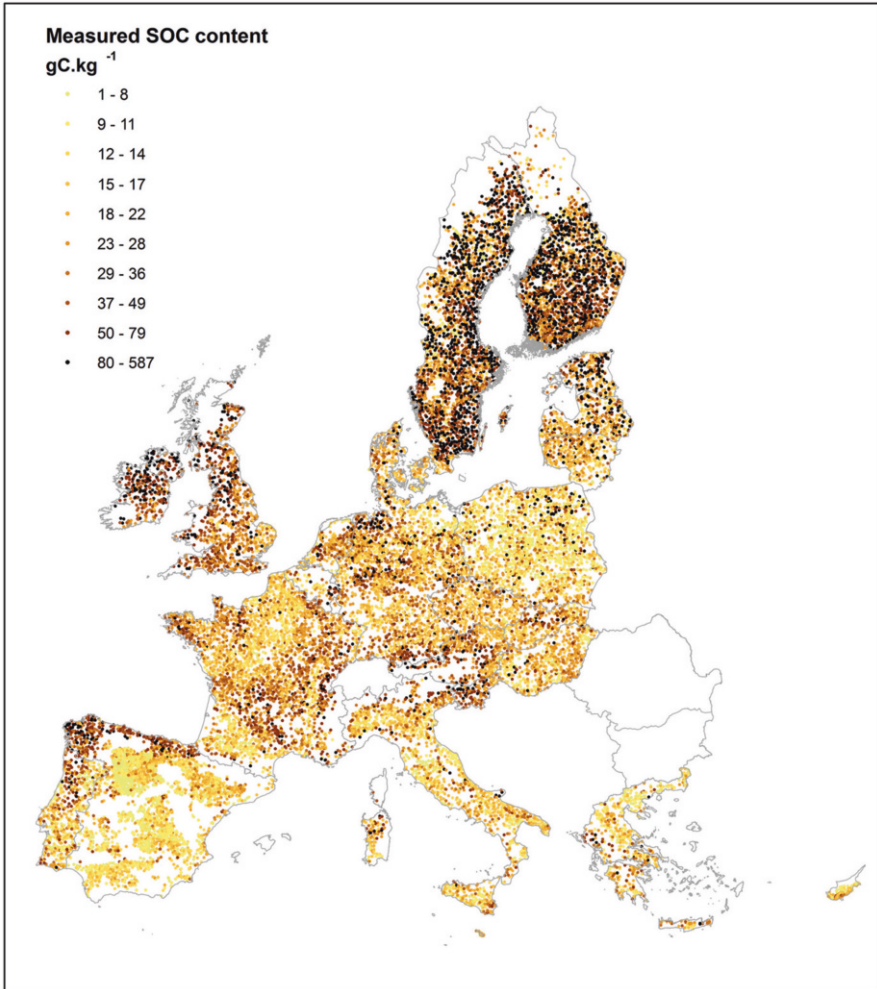 Measured SOC content
gC.kg -1
1 - 8
9 - 11
12 - 14
15 - 17
18 - 22
23 - 28
29 - 36
37 - 49
50 - 79
80 - 587